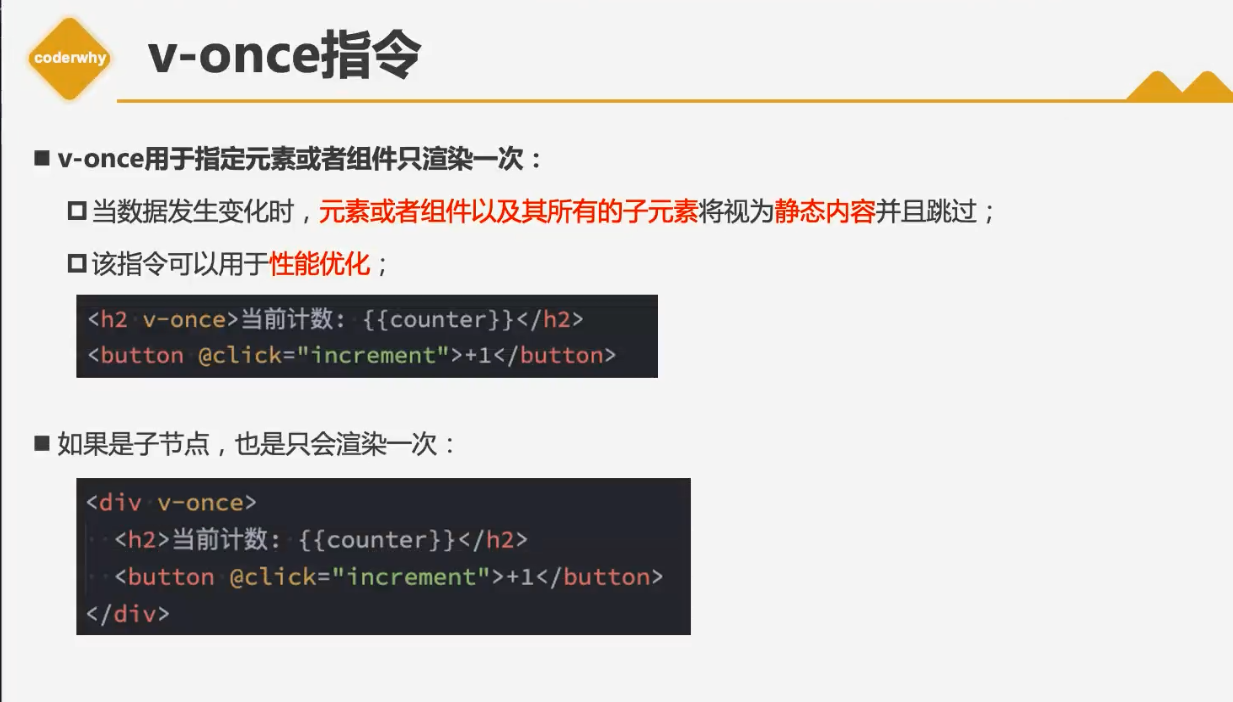 coderwhy
v-once指令
v-once用于指定元素或者组件只渲染一次：
当数据发生变化时，元素或者组件以及其所有的子元素将视为静态内容并且跳过；
该指令可以用于性能优化；
<h2 v-once>当前计数: {{counter}}</h2>
<button @click="increment">+1</button>
如果是子节点，也是只会渲染一次：
<div v-once>
<h2>当前计数: {{counter}}</h2>
<button @click="increment">+1</button>
</div>